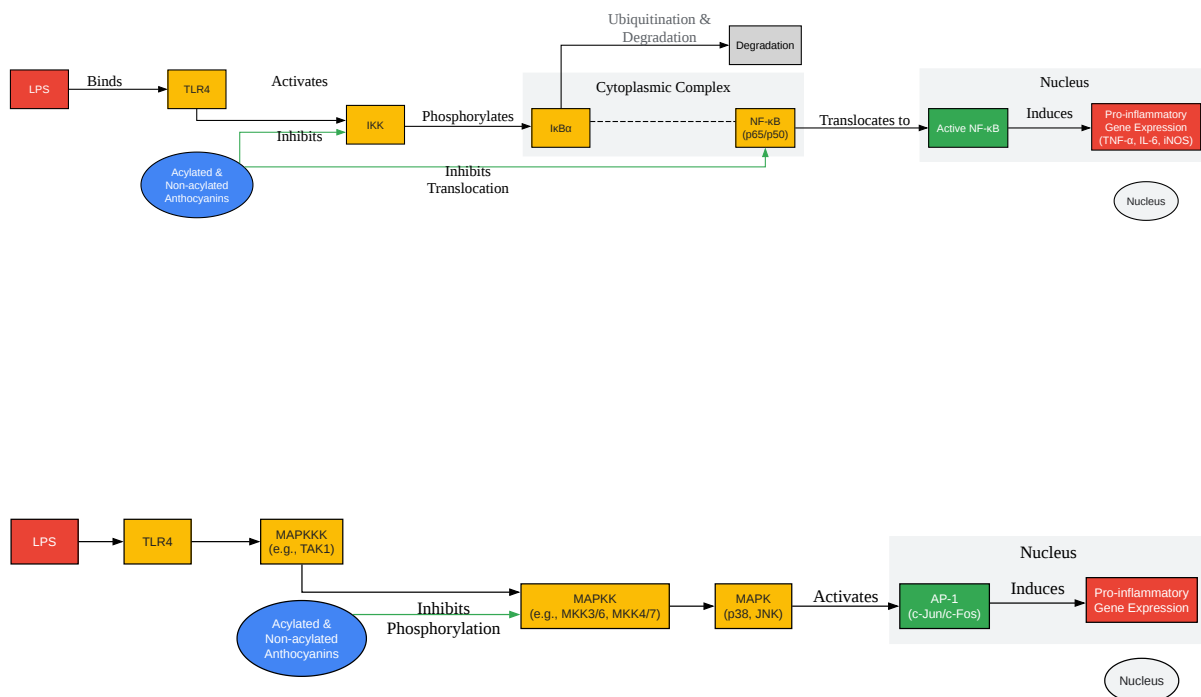 Ubiquitination &
Degradation
Degradation
LPS
Binds
TLR4
Activates
Cytoplasmic Complex
Nucleus
IKK
Phosphorylates
IκBα
NF-κB
(p65/p50)
Translocates to
Active NF-κB
Induces
Pro-inflammatory
Gene Expression
(TNF-α, IL-6, iNOS)
Inhibits
Acylated &
Non-acylated
Anthocyanins
Inhibits
Translocation
Nucleus
LPS
TLR4
MAPKKK
(e.g., TAK1)
Nucleus
Acylated &
Non-acylated
Anthocyanins
Inhibits
Phosphorylation
MAPKK
(e.g., MKK3/6, MKK4/7)
MAPK
(p38, JNK)
Activates
AP-1
(c-Jun/c-Fos)
Induces
Pro-inflammatory
Gene Expression
Nucleus